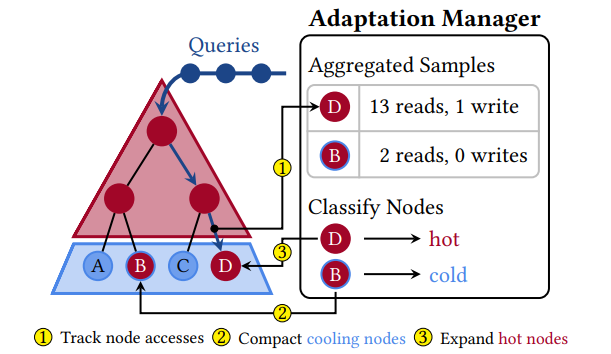 Adaptation Manager
Queries
Aggregated Samples
D 13 reads, 1 write
B 2 reads, 0 writes
1
Classify Nodes
D hot
3
B cold
A B C D
2
1 Track node accesses 2 Compact cooling nodes 3 Expand hot nodes